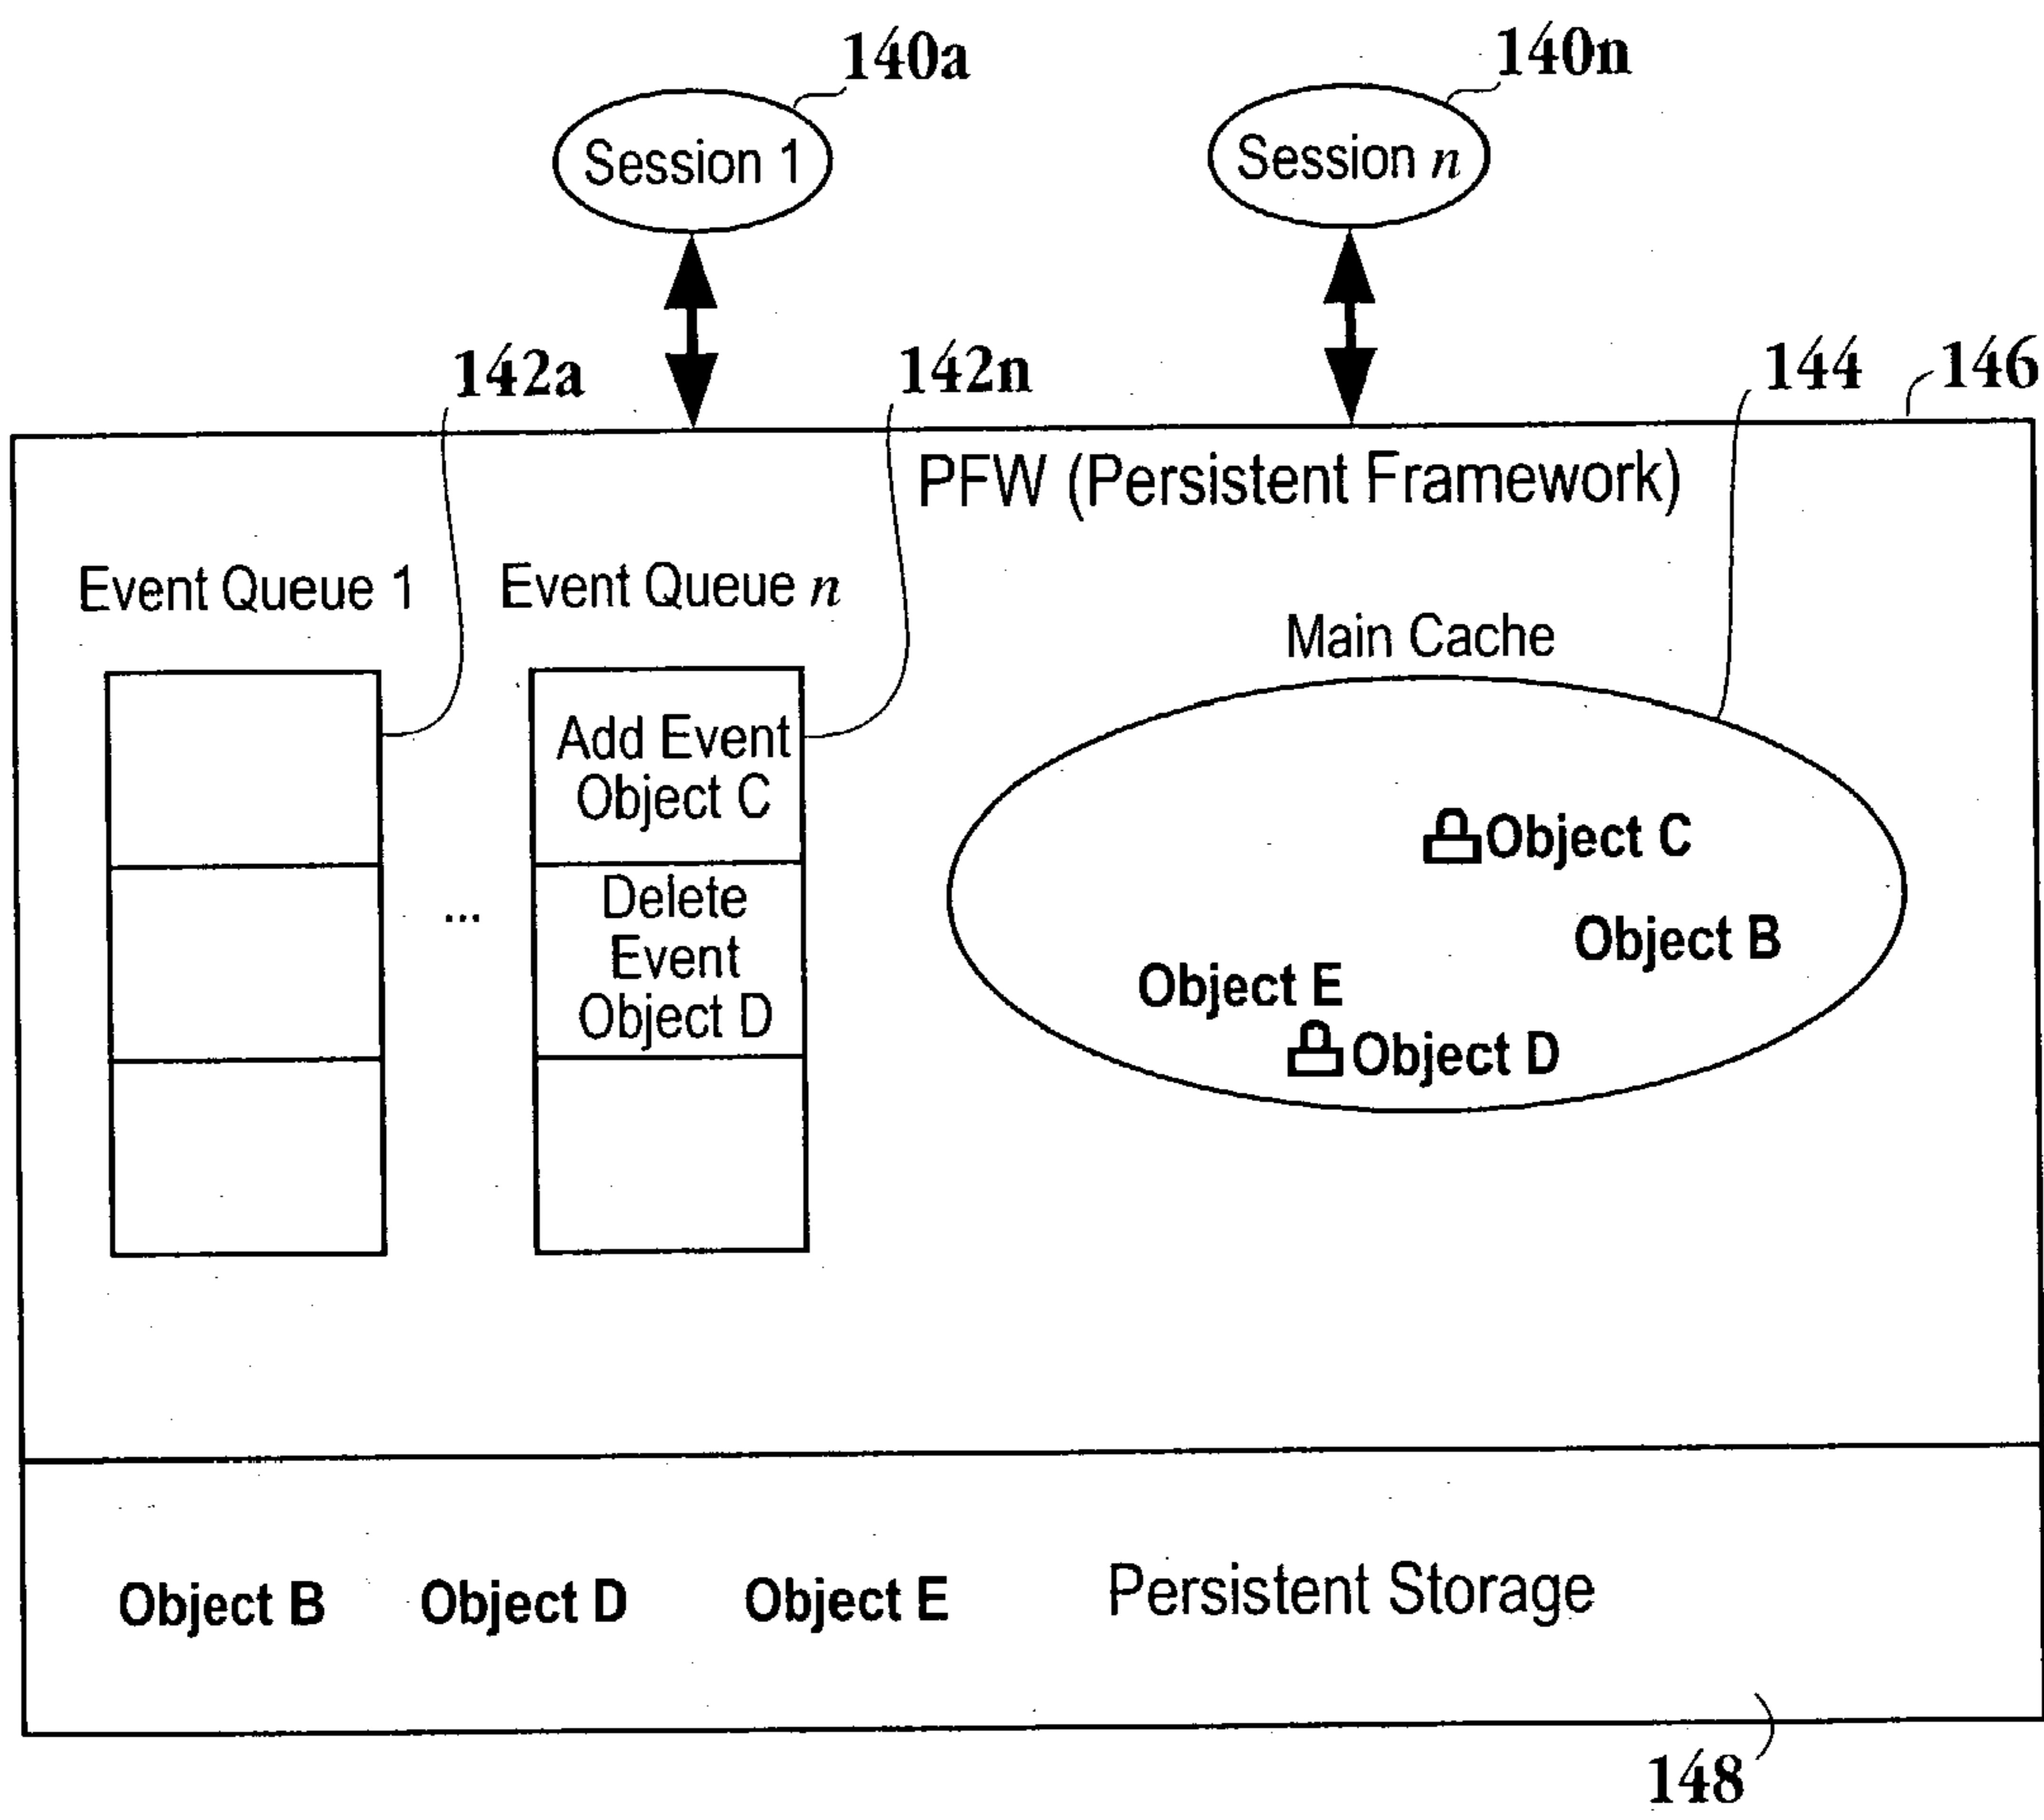 140a
140n
Session 1
Session n
142a
142n
144
146
PFW (Persistent Framework)
Event Queue 1
Event Queue n
Main Cache
Add Event
Object C
Delete
Event
Object D
...
Object C
Object B
Object E
Object D
Object B
Object D
Object E
Persistent Storage
148